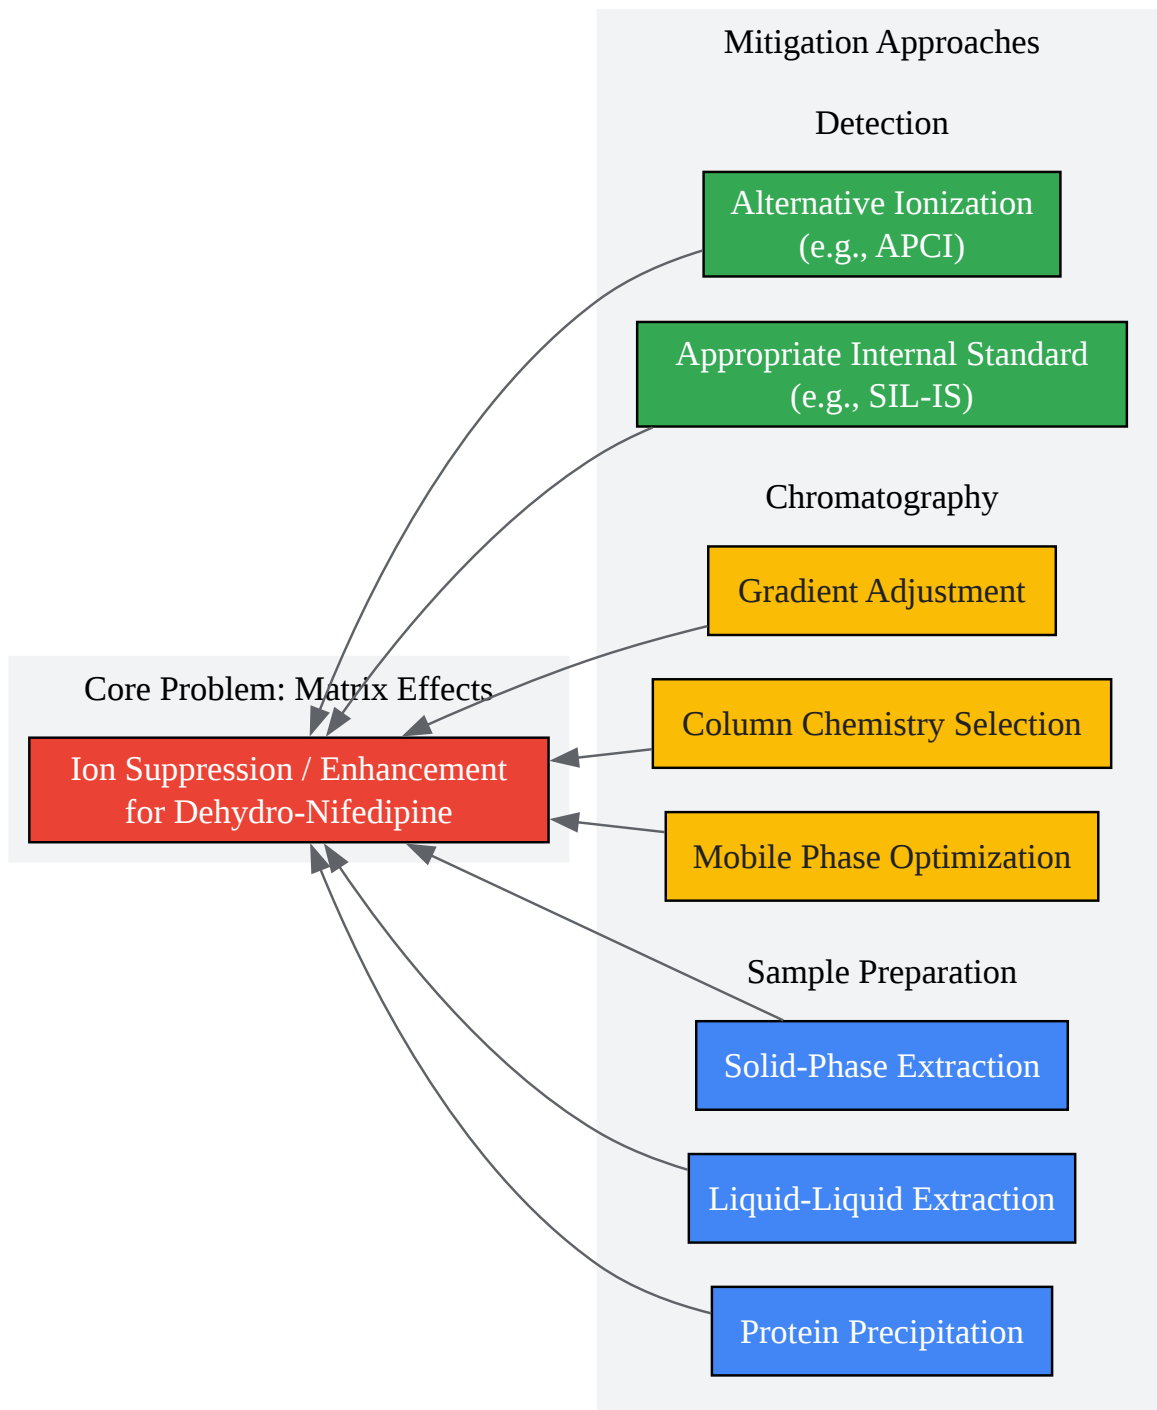 Mitigation Approaches
Detection
Alternative Ionization
(e.g., APCI)
Appropriate Internal Standard
(e.g., SIL-IS)
Chromatography
Gradient Adjustment
Column Chemistry Selection
Mobile Phase Optimization
Sample Preparation
Solid-Phase Extraction
Liquid-Liquid Extraction
Protein Precipitation
Core Problem: Matrix Effects
Ion Suppression / Enhancement
for Dehydro-Nifedipine